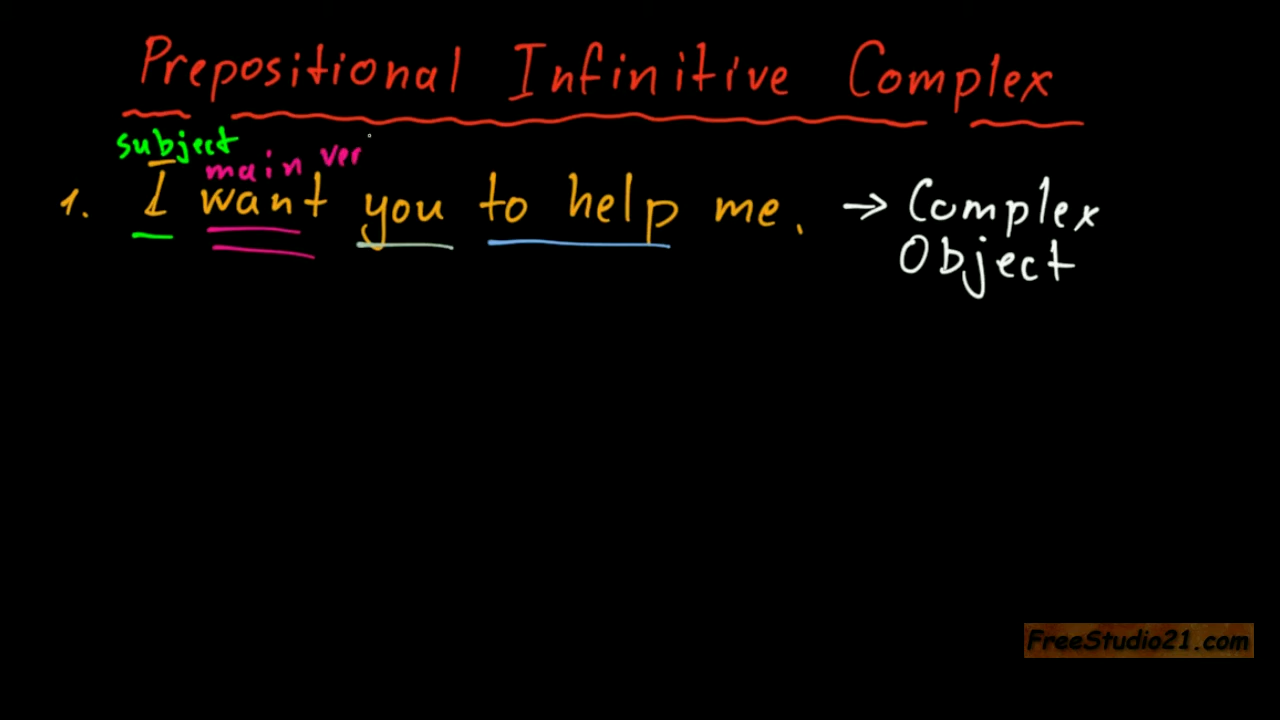 Prepositional Infinitive Complex
subject
main ver
1. I want you to help me. → Complex
Object
FreeStudio21.com